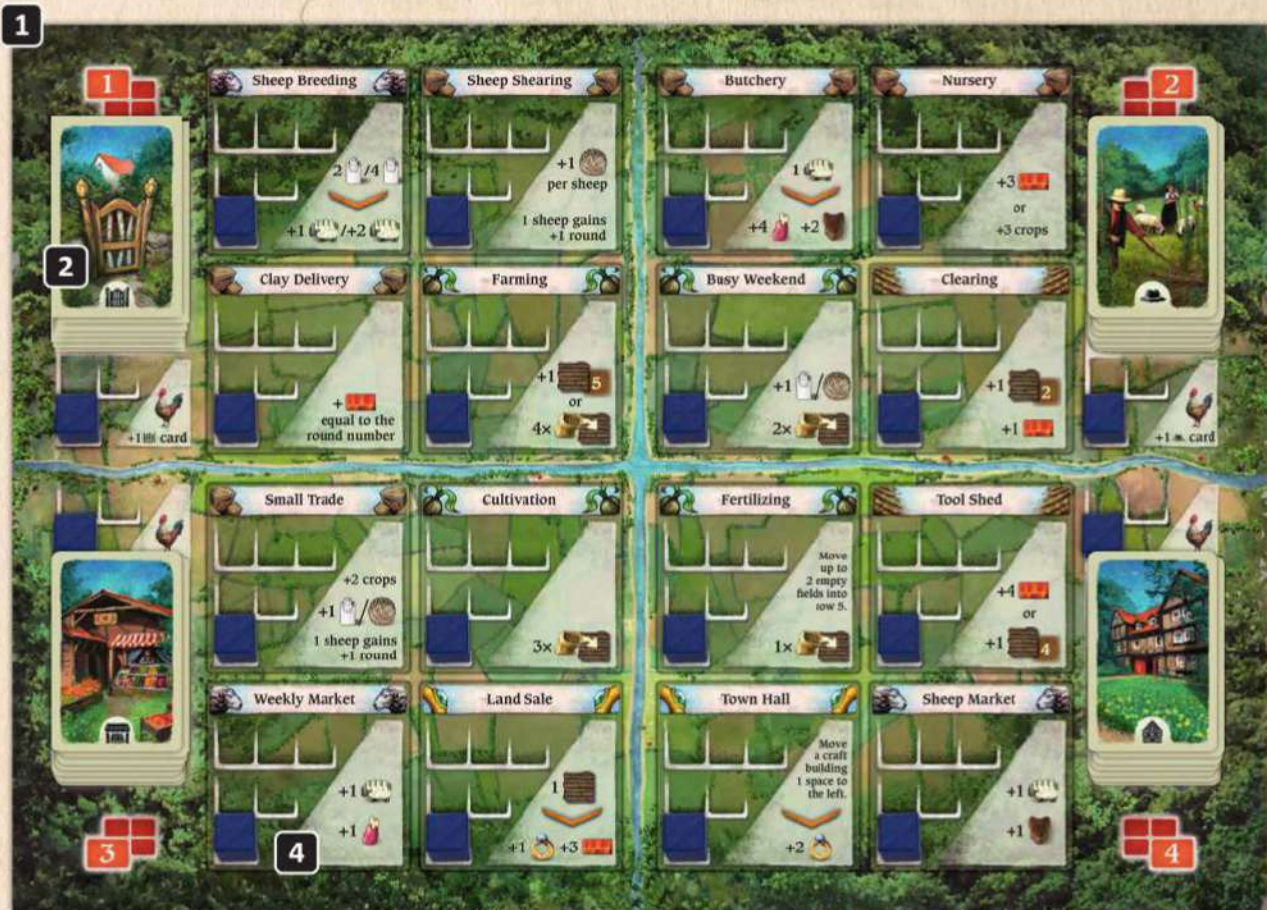 1
1
Sheep Breeding
2 /4
+1 /+2
Sheep Shearing
+1
per sheep
1 sheep gains
+1 round
Butchery
1
+4 +2
Nursery
+3
or
+3 crops
2
2
Clay Delivery
+
equal to the
round number
Farming
+1 5
or
4x
Busy Weekend
+1 /
2x
Clearing
+1 2
+1
+1 card
+1 card
Small Trade
+2 crops
+1 /
1 sheep gains
+1 round
Cultivation
3x
Fertilizing
Move
up to
2 empty
fields into
row 5.
1x
Tool Shed
+4
or
+1 4
Weekly Market
+1
+1
Land Sale
1
+1 +3
Town Hall
Move
a craft
building
1 space to
the left.
+2
Sheep Market
+1
+1
3
4
4